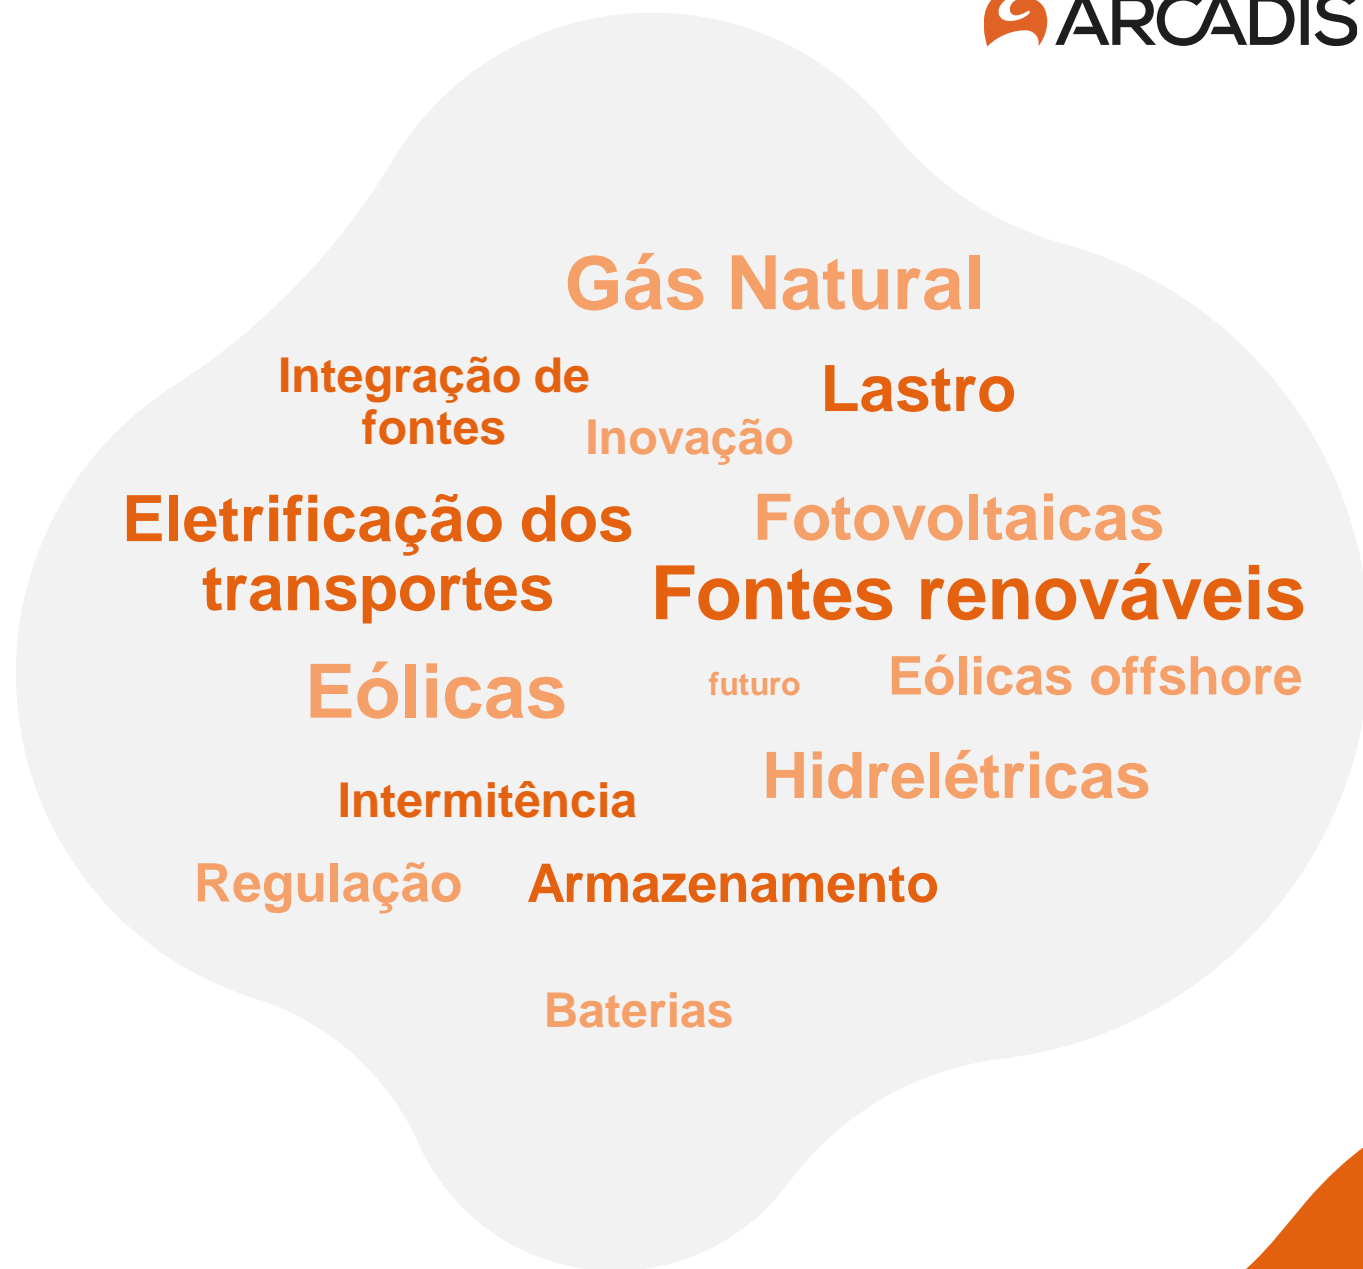 ARCADIS
Gás Natural
Integração de
fontes
Lastro
Inovação
Eletrificação dos
transportes
Fotovoltaicas
Fontes renováveis
Eólicas
futuro
Eólicas offshore
Hidrelétricas
Intermitência
Regulação
Armazenamento
Baterias